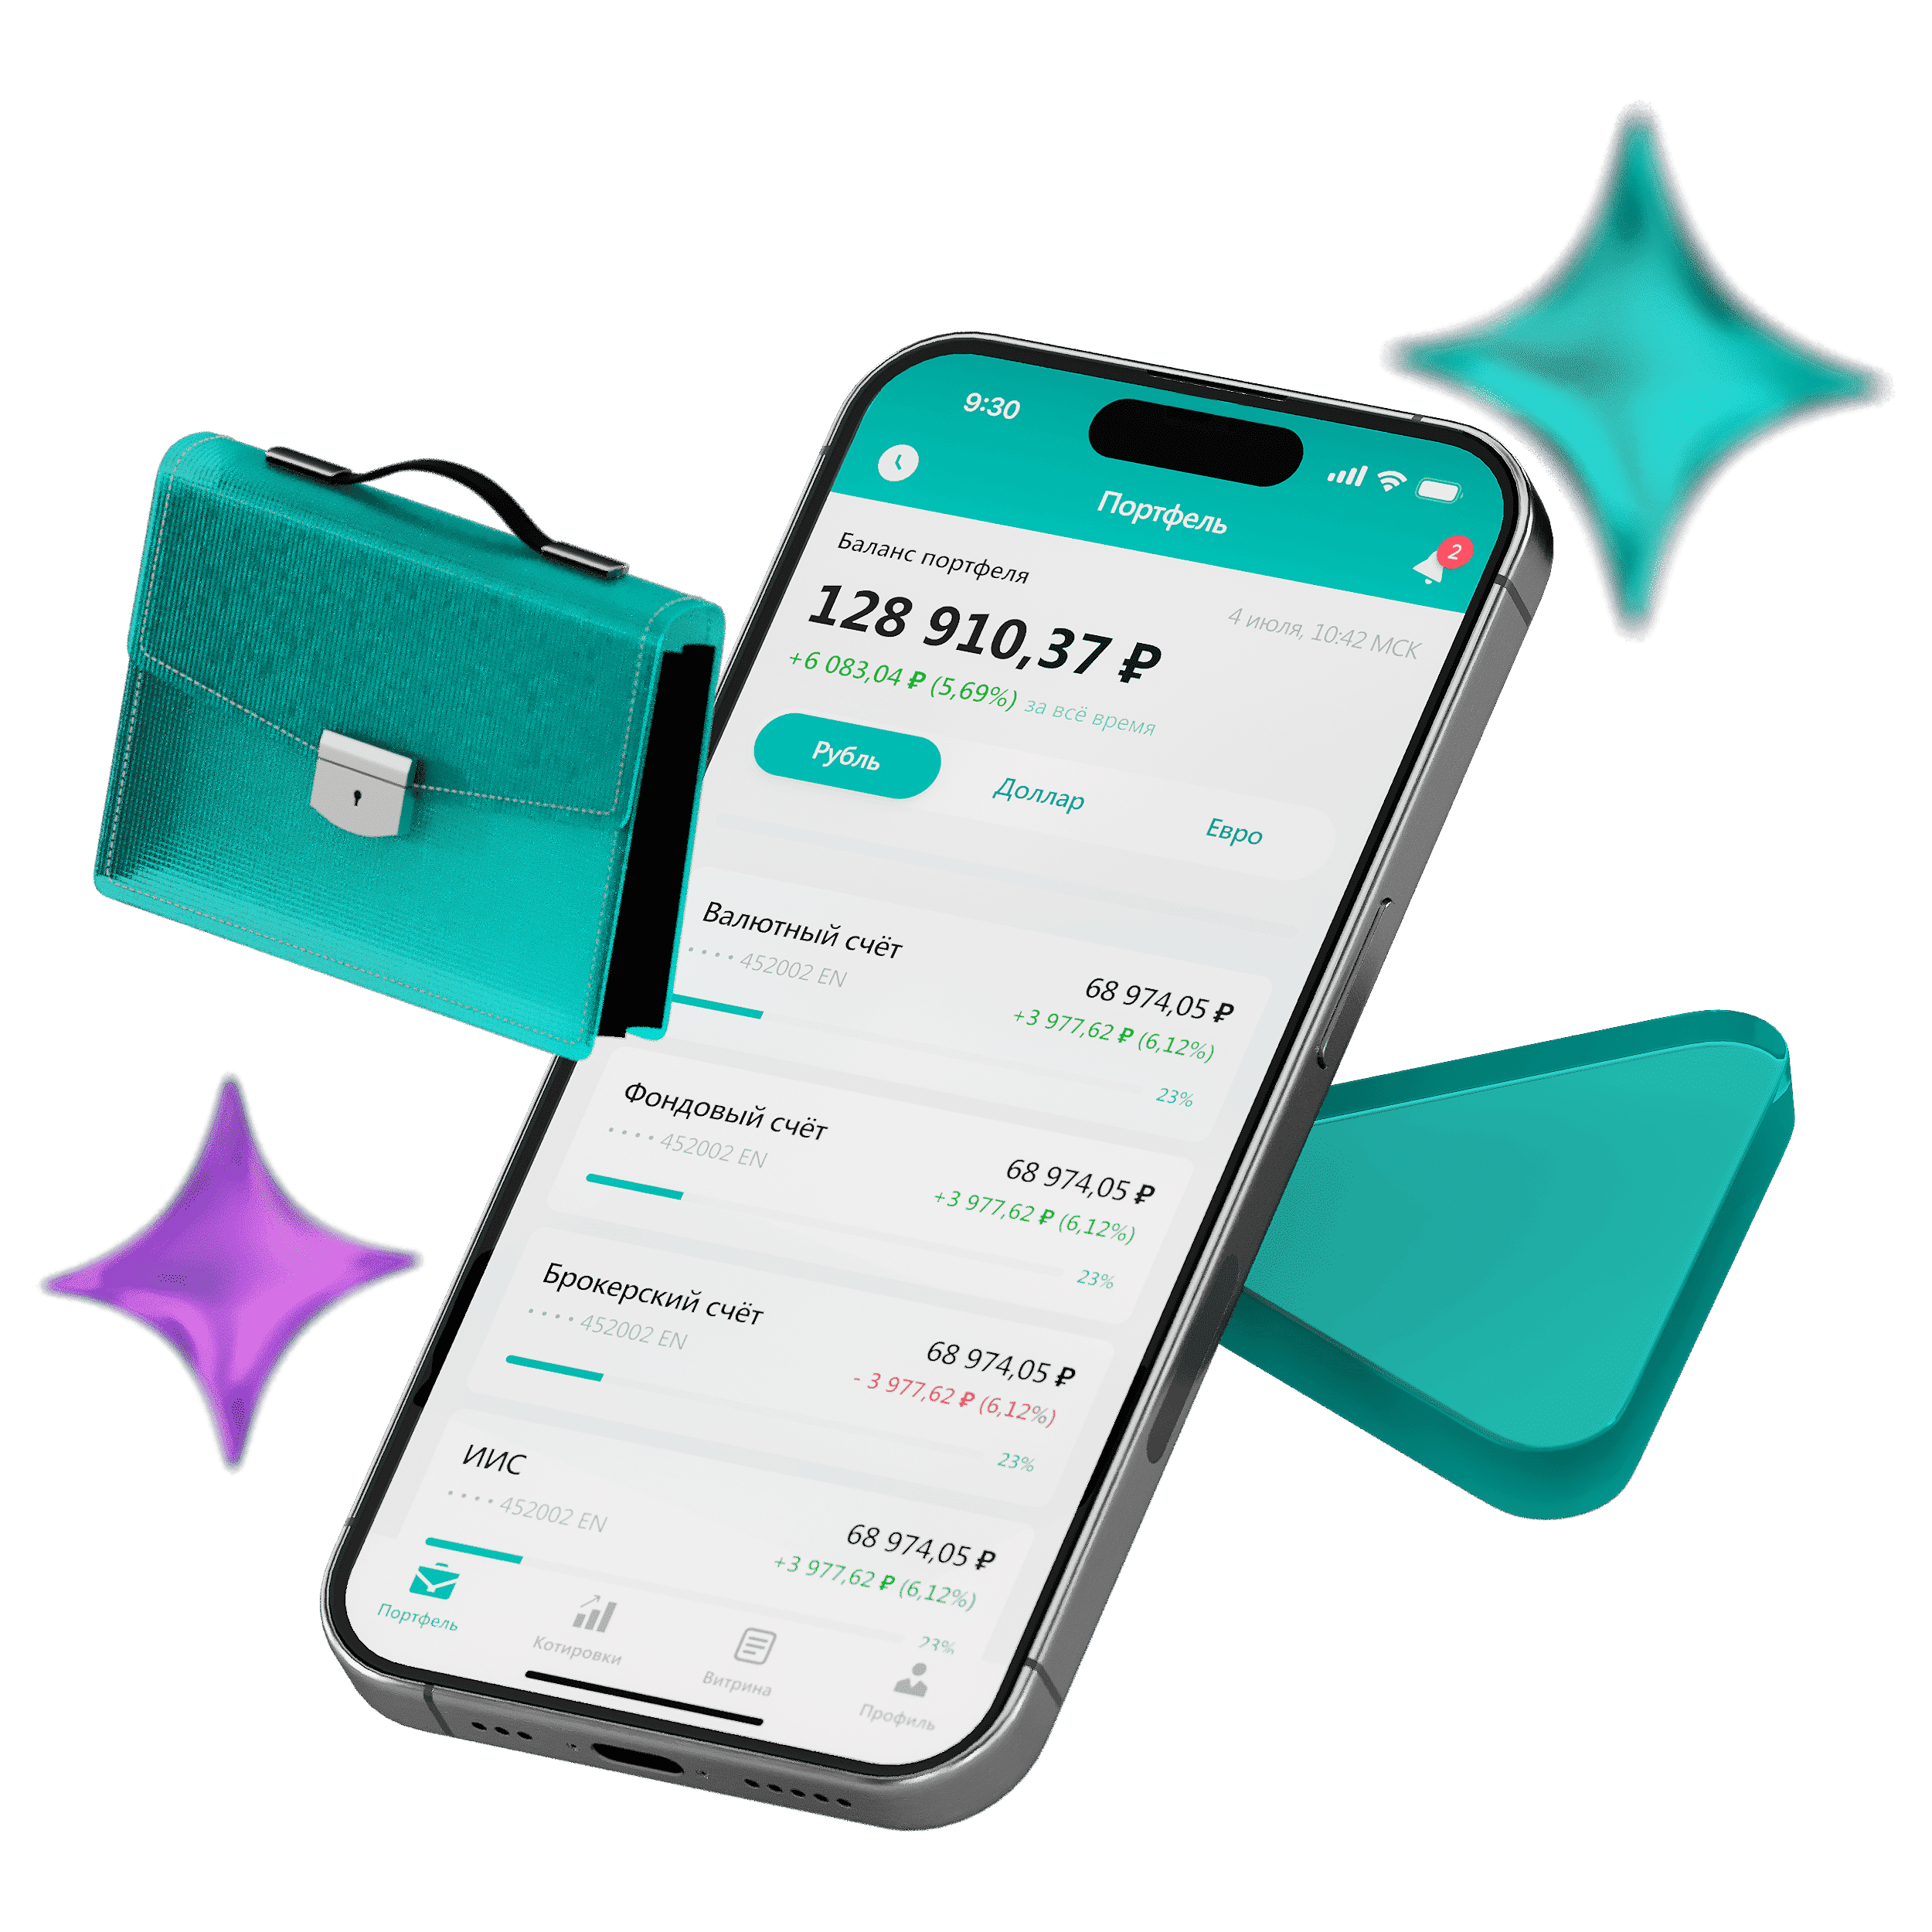 9:30
Портфель
2
Баланс портфеля
4 июля, 10:42 МСК
128 910,37 ₽
+6 083,04 ₽ (5,69%) за всё время
Рубль
Доллар
Евро
Валютный счёт
•••• 452002 EN
68 974,05 ₽
+3 977,62 ₽ (6,12%)
23%
Фондовый счёт
•••• 452002 EN
68 974,05 ₽
+3 977,62 ₽ (6,12%)
23%
Брокерский счёт
•••• 452002 EN
68 974,05 ₽
- 3 977,62 ₽ (6,12%)
23%
ИИС
•••• 452002 EN
68 974,05 ₽
+3 977,62 ₽ (6,12%)
23%
Портфель
Котировки
Витрина
Профиль